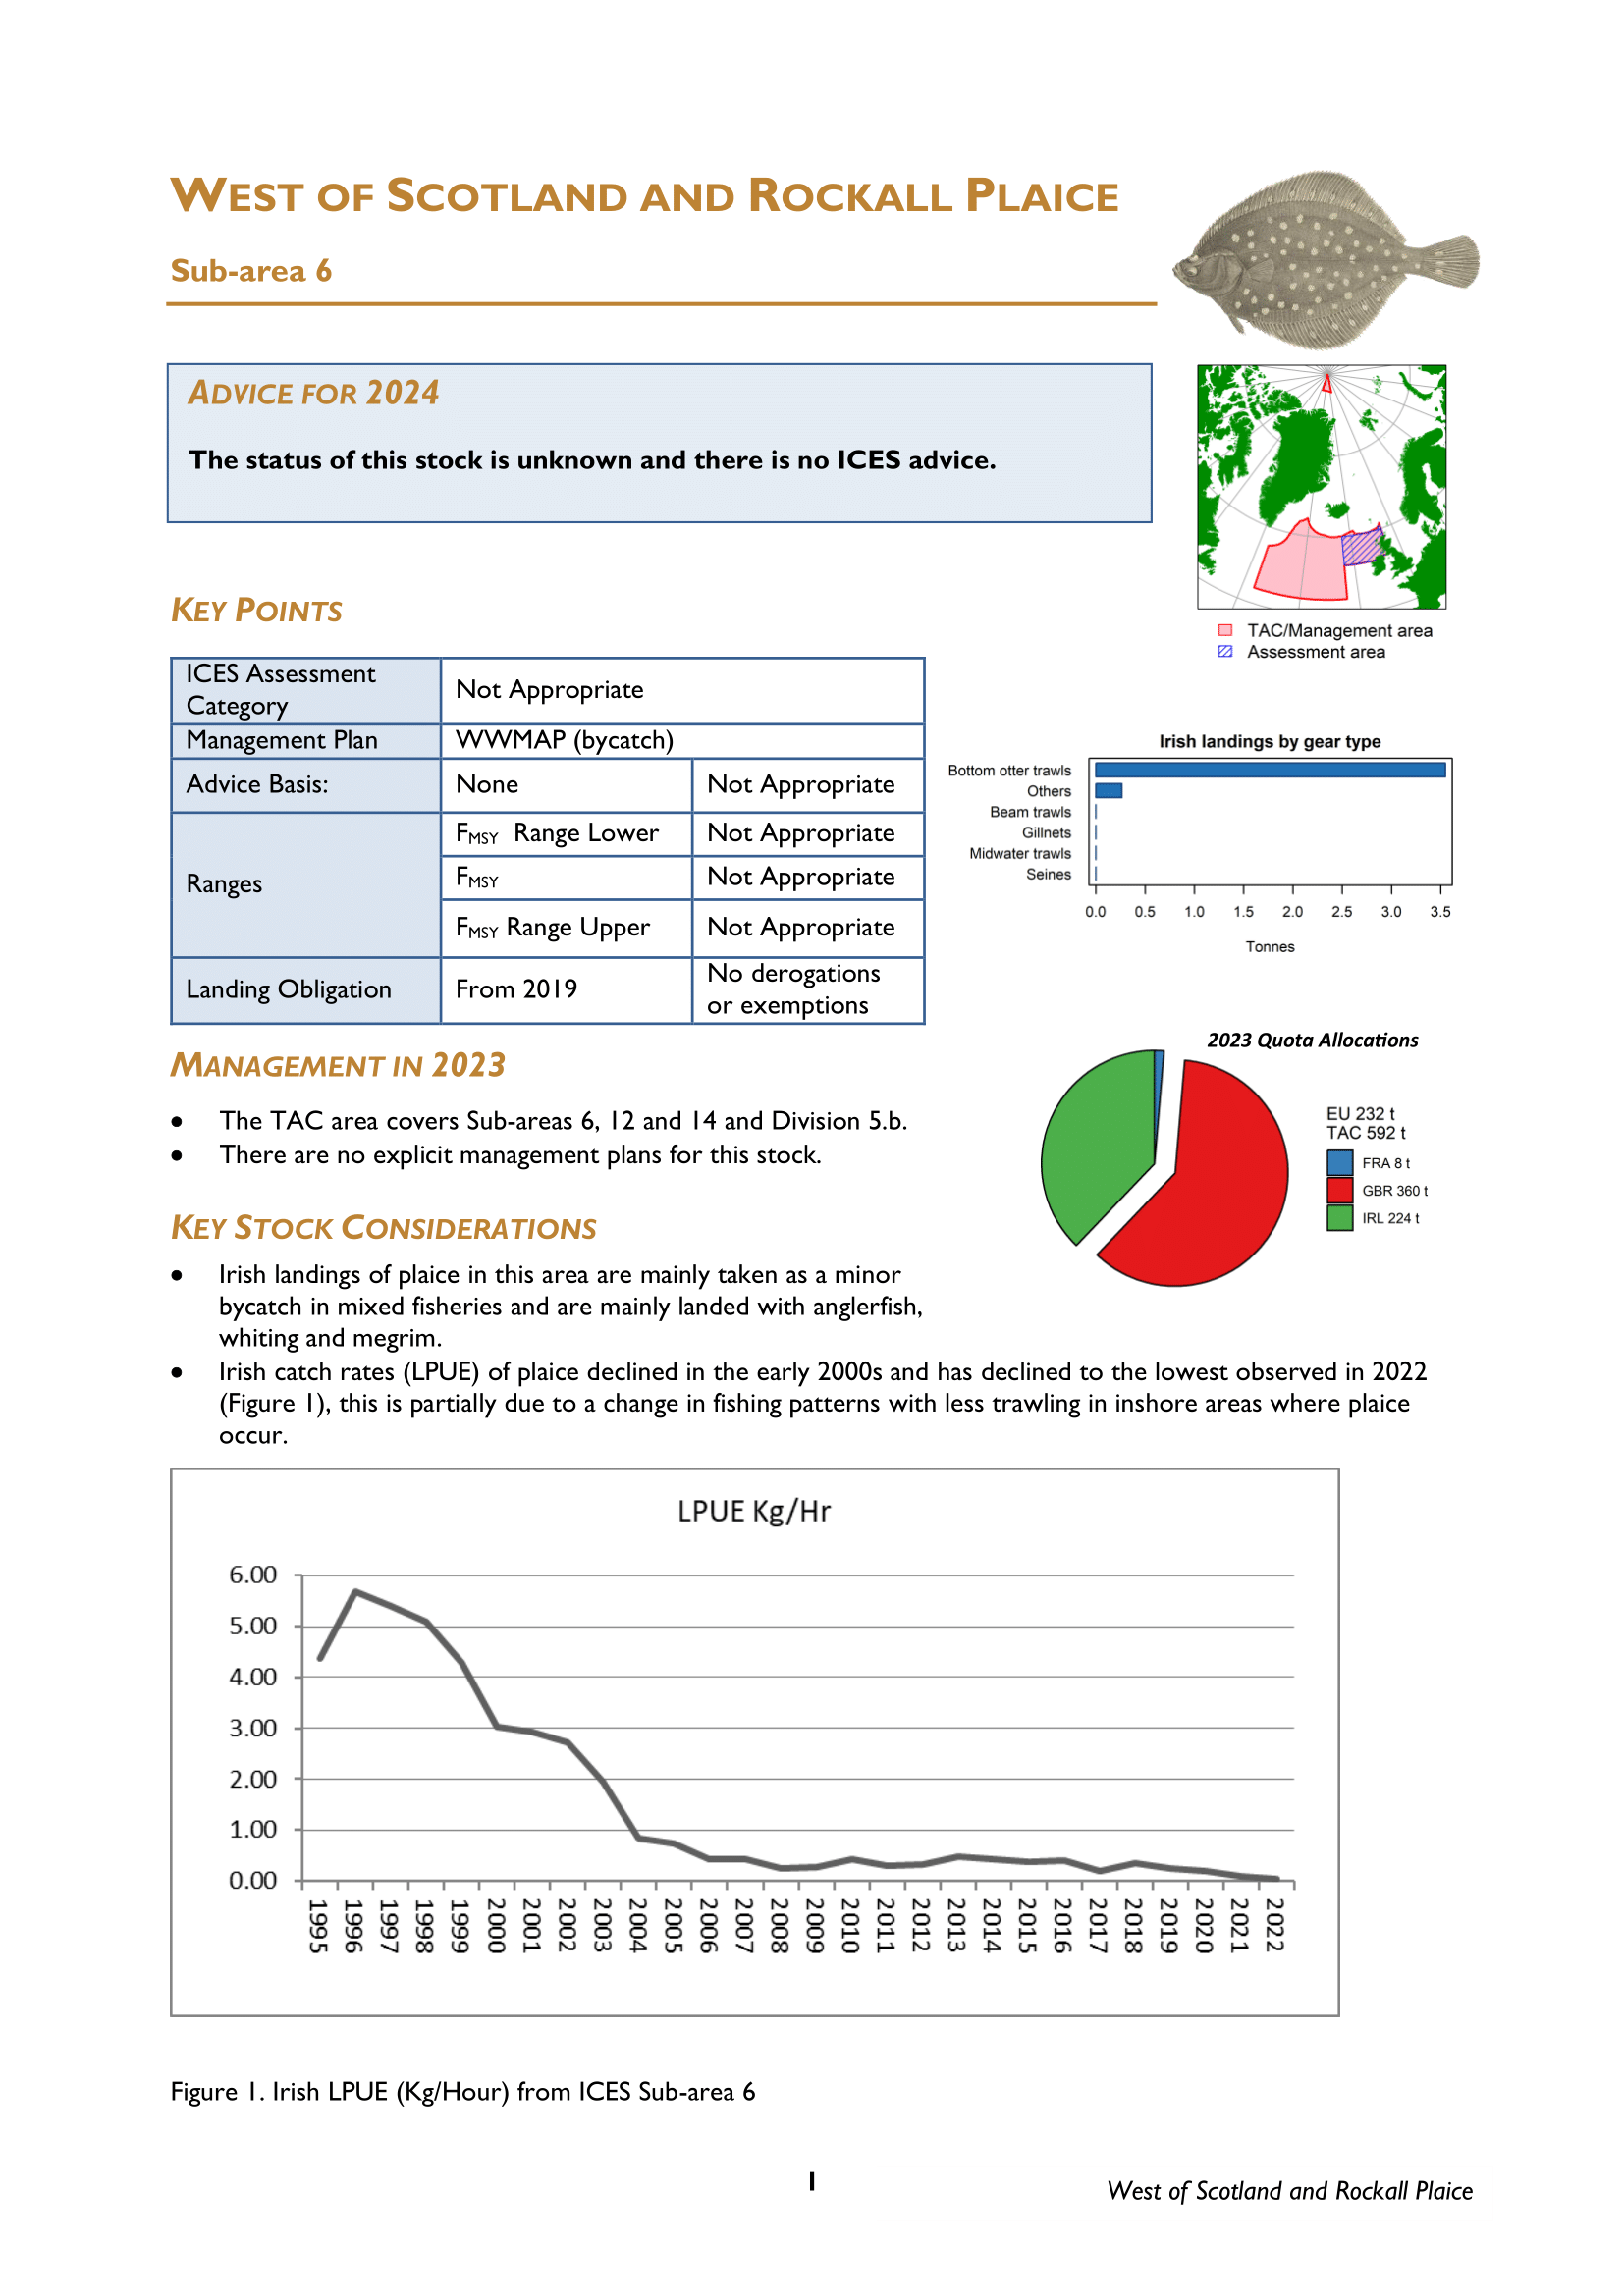 WEST OF SCOTLAND AND ROCKALL PLAICE
Sub-area 6
ADVICE FOR 2024
The status of this stock is unknown and there is no ICES advice.
TAC/Management area
Assessment area
KEY POINTS
ICES Assessment
Category
Not Appropriate
Management Plan
WWMAP (bycatch)
Advice Basis:
None
Not Appropriate
Ranges
FMSY Range Lower
Not Appropriate
FMSY
Not Appropriate
FMSY Range Upper
Not Appropriate
Landing Obligation
From 2019
No derogations
or exemptions
Irish landings by gear type
Bottom otter trawls
Others
Beam trawls
Gillnets
Midwater trawls
Seines
0.0 0.5 1.0 1.5 2.0 2.5 3.0 3.5
Tonnes
2023 Quota Allocations
EU 232 t
TAC 592 t
FRA 8 t
GBR 360 t
IRL 224 t
MANAGEMENT IN 2023
• The TAC area covers Sub-areas 6, 12 and 14 and Division 5.b.
• There are no explicit management plans for this stock.
KEY STOCK CONSIDERATIONS
• Irish landings of plaice in this area are mainly taken as a minor
bycatch in mixed fisheries and are mainly landed with anglerfish,
whiting and megrim.
• Irish catch rates (LPUE) of plaice declined in the early 2000s and has declined to the lowest observed in 2022
(Figure 1), this is partially due to a change in fishing patterns with less trawling in inshore areas where plaice
occur.
LPUE Kg/Hr
6.00
5.00
4.00
3.00
2.00
1.00
0.00
1995 1996 1997 1998 1999 2000 2001 2002 2003 2004 2005 2006 2007 2008 2009 2010 2011 2012 2013 2014 2015 2016 2017 2018 2019 2020 2021 2022
Figure 1. Irish LPUE (Kg/Hour) from ICES Sub-area 6
1
West of Scotland and Rockall Plaice